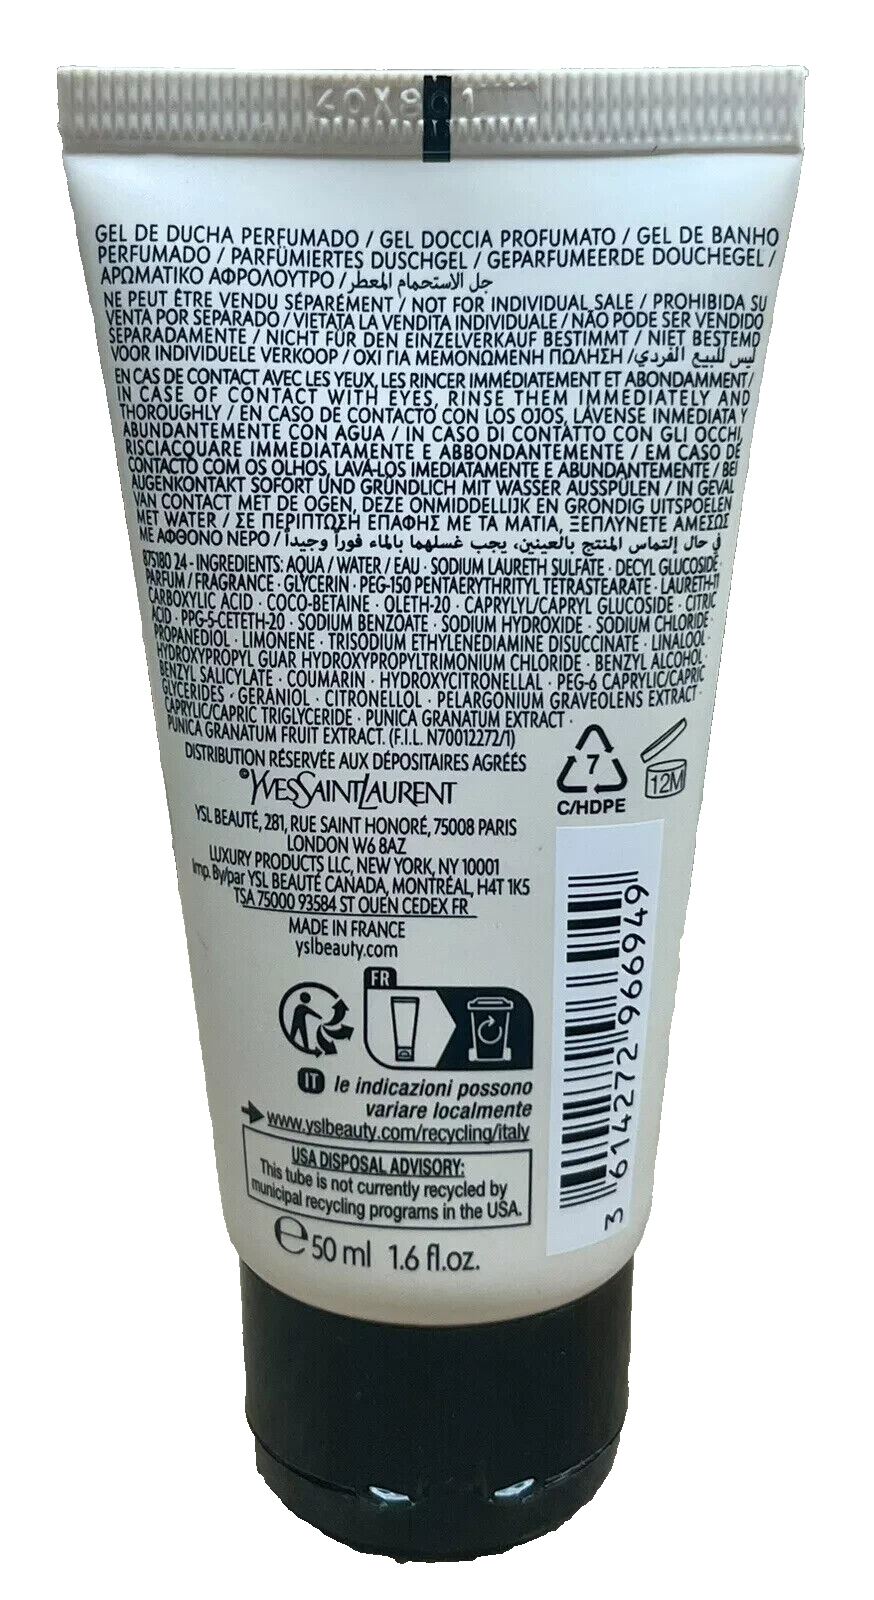 40X801
GEL DE DUCHA PERFUMADO / GEL DOCCIA PROFUMATO / GEL DE BANHO
PERFUMADO / PARFÜMIERTES DUSCHGEL / GEPARFUMEERDE DOUCHEGEL /
ΑΡΩΜΑΤΙΚΟ ΑΦΡΟΛΟΥΤΡΟ / جل الاستحمام المعطر
NE PEUT ÊTRE VENDU SÉPARÉMENT / NOT FOR INDIVIDUAL SALE / PROHIBIDA SU
VENTA POR SEPARADO / VIETATA LA VENDITA INDIVIDUALE / NÃO PODE SER VENDIDO
SEPARADAMENTE / NICHT FÜR DEN EINZELVERKAUF BESTIMMT / NIET BESTEMD
VOOR INDIVIDUELE VERKOOP / ΟΧΙ ΓΙΑ ΜΕΜΟΝΩΜΕΝΗ ΠΩΛΗΣΗ / ليس للبيع الفردي
EN CAS DE CONTACT AVEC LES YEUX, LES RINCER IMMÉDIATEMENT ET ABONDAMMENT /
IN CASE OF CONTACT WITH EYES, RINSE THEM IMMEDIATELY AND
THOROUGHLY / EN CASO DE CONTACTO CON LOS OJOS, LÁVENSE INMEDIATA Y
ABUNDANTEMENTE CON AGUA / IN CASO DI CONTATTO CON GLI OCCHI,
RISCIACQUARE IMMEDIATAMENTE E ABBONDANTEMENTE / EM CASO DE
CONTACTO COM OS OLHOS, LAVÁ-LOS IMEDIATAMENTE E ABUNDANTEMENTE / BEI
AUGENKONTAKT SOFORT UND GRÜNDLICH MIT WASSER AUSSPÜLEN / IN GEVAL
VAN CONTACT MET DE OGEN, DEZE ONMIDDELLIJK EN GRONDIG UITSPOELEN
MET WATER / ΣΕ ΠΕΡΙΠΤΩΣΗ ΕΠΑΦΗΣ ΜΕ ΤΑ ΜΑΤΙΑ, ΞΕΠΛΥΝΕΤΕ ΑΜΕΣΩΣ
ΜΕ ΑΦΘΟΝΟ ΝΕΡΟ / في حال إلتماس المنتج بالعينين، يجب غسلهما بالماء فوراً وجيداً
875180 24 - INGREDIENTS: AQUA / WATER / EAU · SODIUM LAURETH SULFATE · DECYL GLUCOSIDE ·
PARFUM / FRAGRANCE · GLYCERIN · PEG-150 PENTAERYTHRITYL TETRASTEARATE · LAURETH-11
CARBOXYLIC ACID · COCO-BETAINE · OLETH-20 · CAPRYLYL/CAPRYL GLUCOSIDE · CITRIC
ACID · PPG-5-CETETH-20 · SODIUM BENZOATE · SODIUM HYDROXIDE · SODIUM CHLORIDE ·
PROPANEDIOL · LIMONENE · TRISODIUM ETHYLENEDIAMINE DISUCCINATE · LINALOOL ·
HYDROXYPROPYL GUAR HYDROXYPROPYLTRIMONIUM CHLORIDE · BENZYL ALCOHOL ·
BENZYL SALICYLATE · COUMARIN · HYDROXYCITRONELLAL · PEG-6 CAPRYLIC/CAPRIC
GLYCERIDES · GERANIOL · CITRONELLOL · PELARGONIUM GRAVEOLENS EXTRACT ·
CAPRYLIC/CAPRIC TRIGLYCERIDE · PUNICA GRANATUM EXTRACT ·
PUNICA GRANATUM FRUIT EXTRACT. (F.I.L. N70012272/1)
DISTRIBUTION RÉSERVÉE AUX DÉPOSITAIRES AGRÉÉS
©YVESSAINTLAURENT
YSL BEAUTÉ, 281, RUE SAINT HONORÉ, 75008 PARIS
LONDON W6 8AZ
LUXURY PRODUCTS LLC, NEW YORK, NY 10001
Imp. By/par YSL BEAUTÉ CANADA, MONTRÉAL, H4T 1K5
TSA 75000 93584 ST OUEN CEDEX FR
MADE IN FRANCE
yslbeauty.com
7
C/HDPE
12M
FR
IT le indicazioni possono
variare localmente
www.yslbeauty.com/recycling/italy
USA DISPOSAL ADVISORY:
This tube is not currently recycled by
municipal recycling programs in the USA.
e 50 ml 1.6 fl.oz.
3 614272 966949